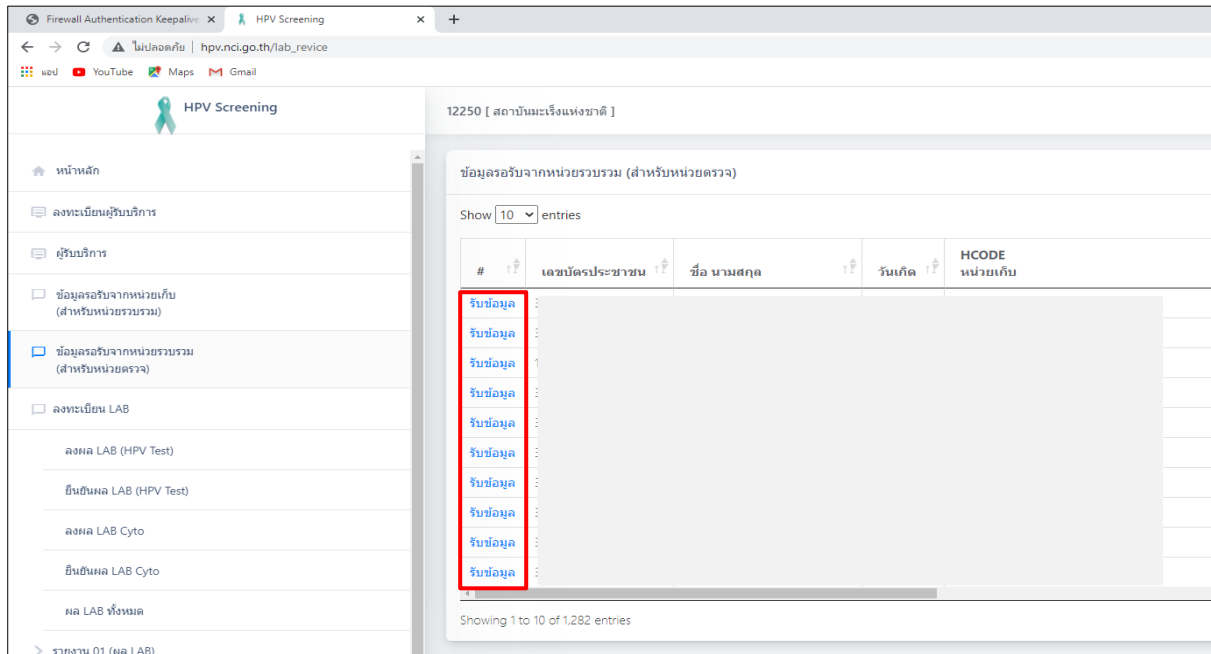 Firewall Authentication Keepalive
HPV Screening
ไม่ปลอดภัย | hpv.nci.go.th/lab_revice
แอป YouTube Maps Gmail
HPV Screening
12250 [ สถาบันมะเร็งแห่งชาติ ]
หน้าหลัก
ลงทะเบียนผู้รับบริการ
ผู้รับบริการ
ข้อมูลรอรับจากหน่วยเก็บ
(สำหรับหน่วยรวบรวม)
ข้อมูลรอรับจากหน่วยรวบรวม
(สำหรับหน่วยตรวจ)
ลงทะเบียน LAB
ลงผล LAB (HPV Test)
ยืนยันผล LAB (HPV Test)
ลงผล LAB Cyto
ยืนยันผล LAB Cyto
ผล LAB ทั้งหมด
รายงาน 01 (ผล LAB)
ข้อมูลรอรับจากหน่วยรวบรวม (สำหรับหน่วยตรวจ)
Show 10 entries
# เลขบัตรประชาชน ชื่อ นามสกุล วันเกิด HCODE
หน่วยเก็บ
รับข้อมูล
รับข้อมูล
รับข้อมูล 1
รับข้อมูล
รับข้อมูล
รับข้อมูล
รับข้อมูล
รับข้อมูล
รับข้อมูล
รับข้อมูล
Showing 1 to 10 of 1,282 entries